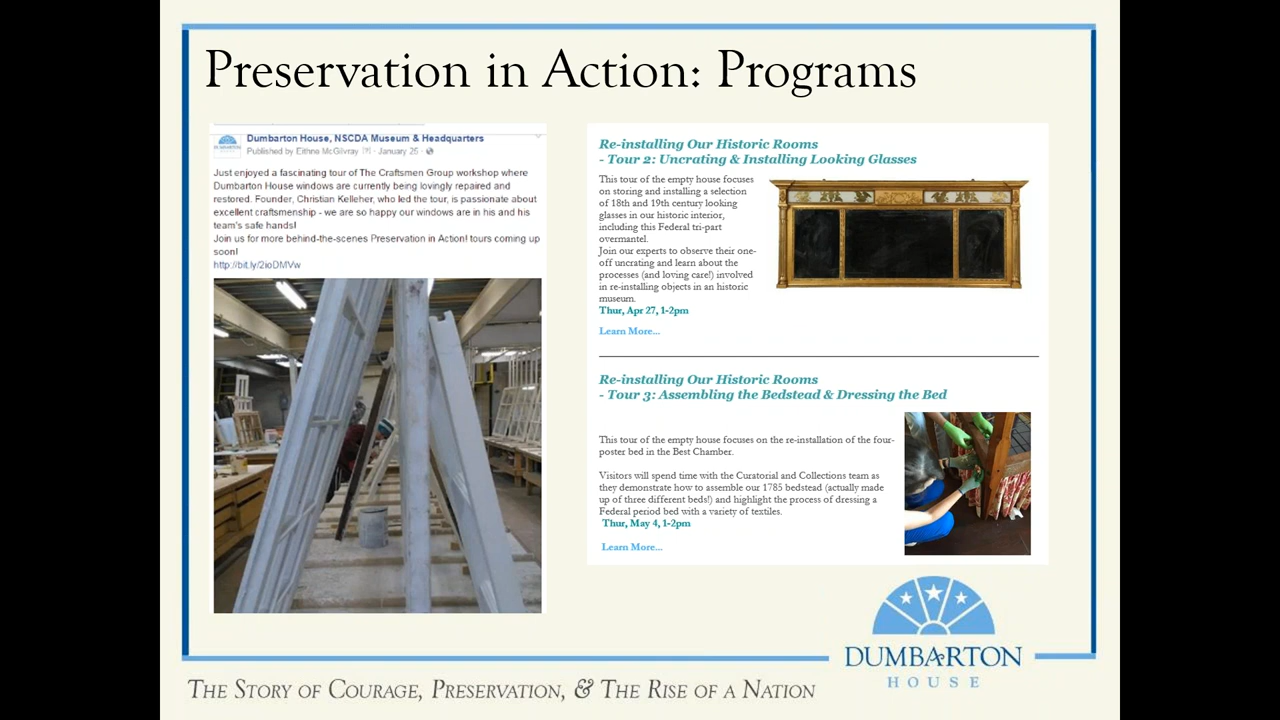 Preservation in Action: Programs
Dumbarton House, NSCDA Museum & Headquarters
Published by Eithne McGilvray [?] · January 25 ·
Just enjoyed a fascinating tour of The Craftsmen Group workshop where
Dumbarton House windows are currently being lovingly repaired and
restored. Founder, Christian Kelleher, who led the tour, is passionate about
excellent craftsmanship - we are so happy our windows are in his and his
team's safe hands!
Join us for more behind-the-scenes Preservation in Action! tours coming up
soon!
http://bit.ly/2ioDMVw
Re-installing Our Historic Rooms
- Tour 2: Uncrating & Installing Looking Glasses
This tour of the empty house focuses
on storing and installing a selection
of 18th and 19th century looking
glasses in our historic interior,
including this Federal tri-part
overmantel.
Join our experts to observe their one-
off uncrating and learn about the
processes (and loving care!) involved
in re-installing objects in an historic
museum.
Thur, Apr 27, 1-2pm
Learn More...
Re-installing Our Historic Rooms
- Tour 3: Assembling the Bedstead & Dressing the Bed
This tour of the empty house focuses on the re-installation of the four-
poster bed in the Best Chamber.
Visitors will spend time with the Curatorial and Collections team as
they demonstrate how to assemble our 1785 bedstead (actually made
up of three different beds!) and highlight the process of dressing a
Federal period bed with a variety of textiles.
Thur, May 4, 1-2pm
Learn More...
DUMBARTON
HOUSE
THE STORY OF COURAGE, PRESERVATION, & THE RISE OF A NATION